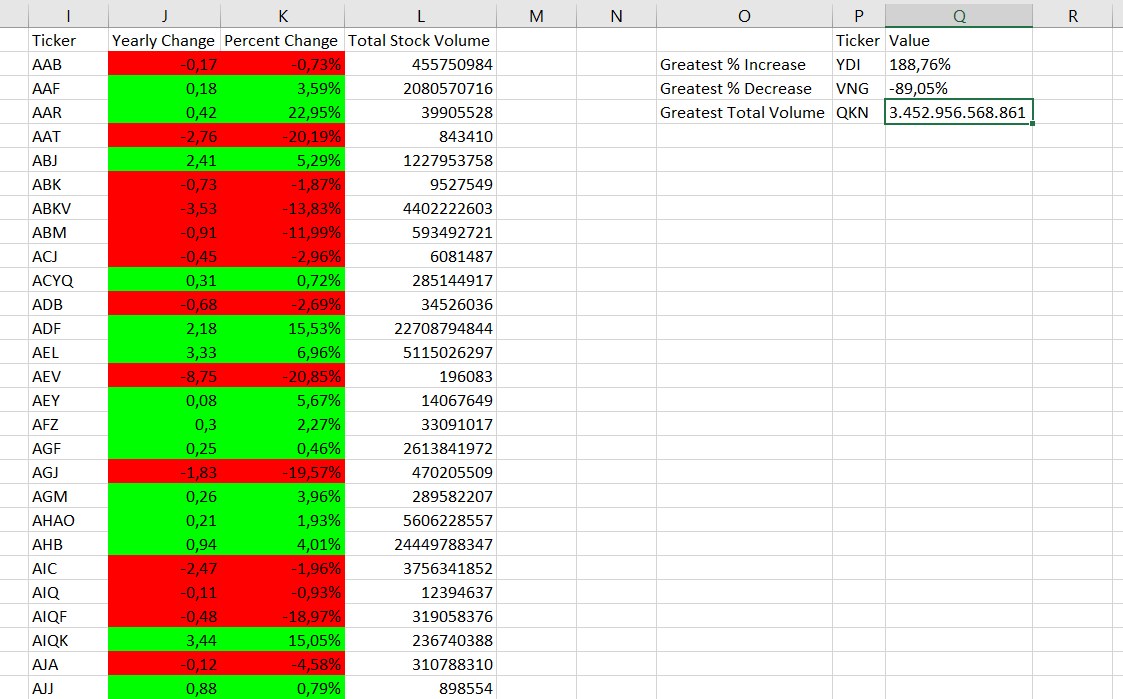 I J K L M N O P Q R
Ticker Yearly Change Percent Change Total Stock Volume Ticker Value
AAB -0,17 -0,73% 455750984 Greatest % Increase YDI 188,76%
AAF 0,18 3,59% 2080570716 Greatest % Decrease VNG -89,05%
AAR 0,42 22,95% 39905528 Greatest Total Volume QKN 3.452.956.568.861
AAT -2,76 -20,19% 843410
ABJ 2,41 5,29% 1227953758
ABK -0,73 -1,87% 9527549
ABKV -3,53 -13,83% 4402222603
ABM -0,91 -11,99% 593492721
ACJ -0,45 -2,96% 6081487
ACYQ 0,31 0,72% 285144917
ADB -0,68 -2,69% 34526036
ADF 2,18 15,53% 22708794844
AEL 3,33 6,96% 5115026297
AEV -8,75 -20,85% 196083
AEY 0,08 5,67% 14067649
AFZ 0,3 2,27% 33091017
AGF 0,25 0,46% 2613841972
AGJ -1,83 -19,57% 470205509
AGM 0,26 3,96% 289582207
AHAO 0,21 1,93% 5606228557
AHB 0,94 4,01% 24449788347
AIC -2,47 -1,96% 3756341852
AIQ -0,11 -0,93% 12394637
AIQF -0,48 -18,97% 319058376
AIQK 3,44 15,05% 236740388
AJA -0,12 -4,58% 310788310
AJJ 0,88 0,79% 898554